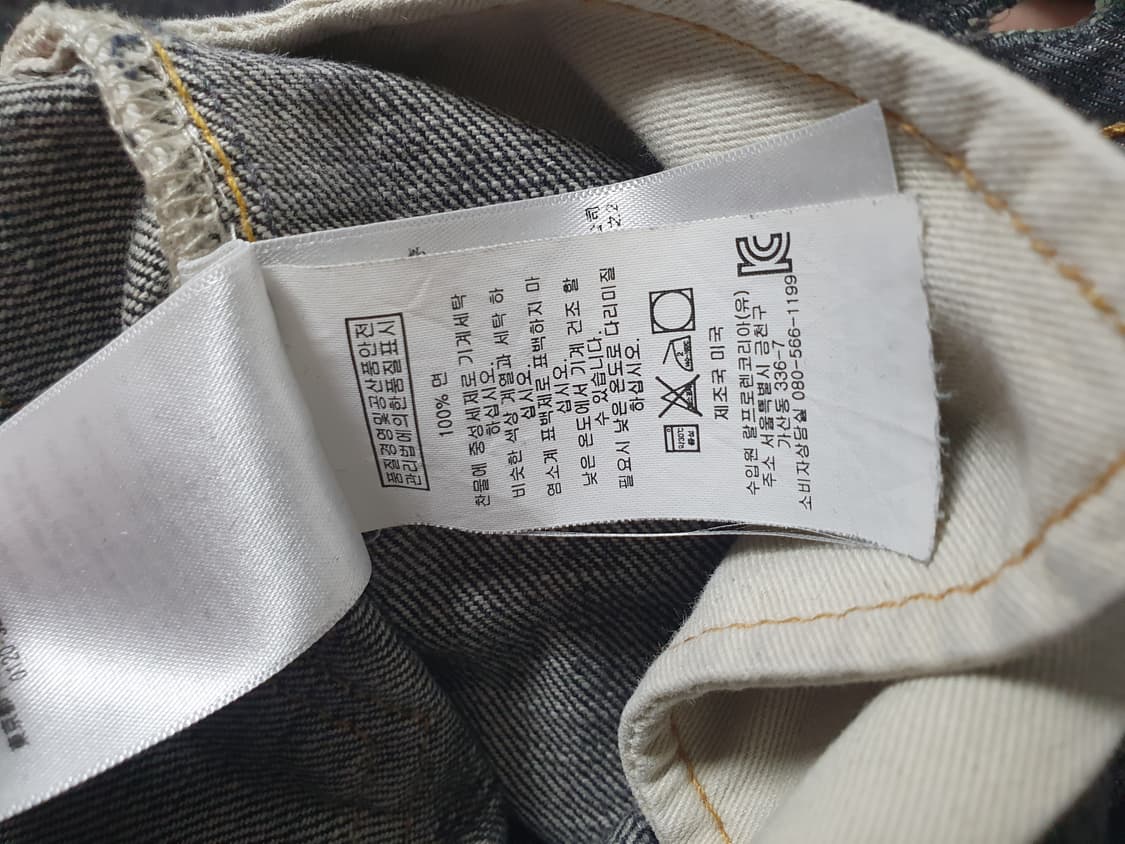 품질경영및공산품안전
관리법에의한품질표시
100% 면
찬물에 중성세제로 기계세탁
하십시오.
비슷한 색상 계열과 세탁 하
십시오.
염소계 표백제로 표백하지 마
십시오.
낮은 온도에서 기계 건조 할
수 있습니다.
필요시 낮은 온도로 다리미질
하십시오.
약30℃
중성
제조국 미국
수입원 랄프로렌코리아(유)
주소 서울특별시 금천구
가산동 336-7
소비자상담실 080-566-1199